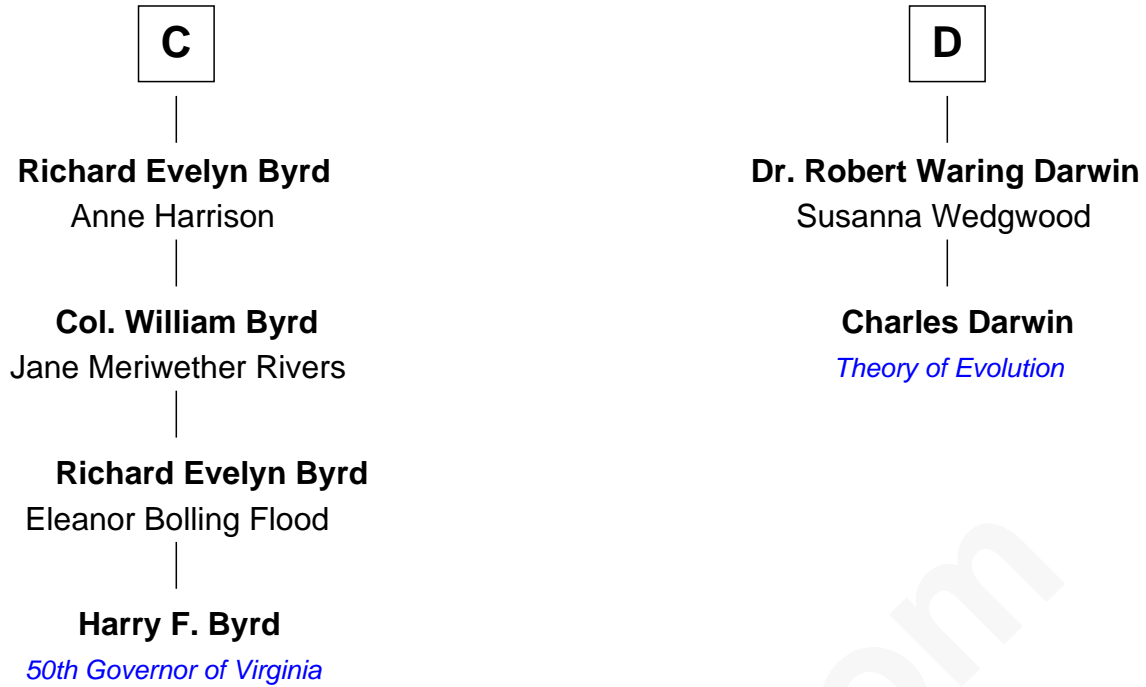 C
Richard Evelyn Byrd
Anne Harrison
Col. William Byrd
Jane Meriwether Rivers
Richard Evelyn Byrd
Eleanor Bolling Flood
Harry F. Byrd
50th Governor of Virginia
D
Dr. Robert Waring Darwin
Susanna Wedgwood
Charles Darwin
Theory of Evolution
om